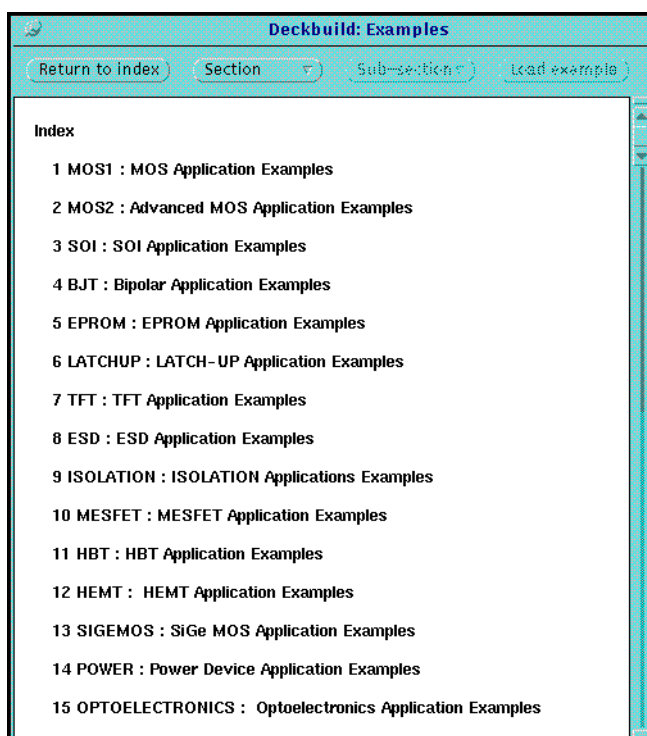 Deckbuild: Examples
Return to index Section Sub-section Load example
Index
1 MOS1 : MOS Application Examples
2 MOS2 : Advanced MOS Application Examples
3 SOI : SOI Application Examples
4 BJT : Bipolar Application Examples
5 EPROM : EPROM Application Examples
6 LATCHUP : LATCH-UP Application Examples
7 TFT : TFT Application Examples
8 ESD : ESD Application Examples
9 ISOLATION : ISOLATION Applications Examples
10 MESFET : MESFET Application Examples
11 HBT : HBT Application Examples
12 HEMT : HEMT Application Examples
13 SIGEMOS : SiGe MOS Application Examples
14 POWER : Power Device Application Examples
15 OPTOELECTRONICS : Optoelectronics Application Examples